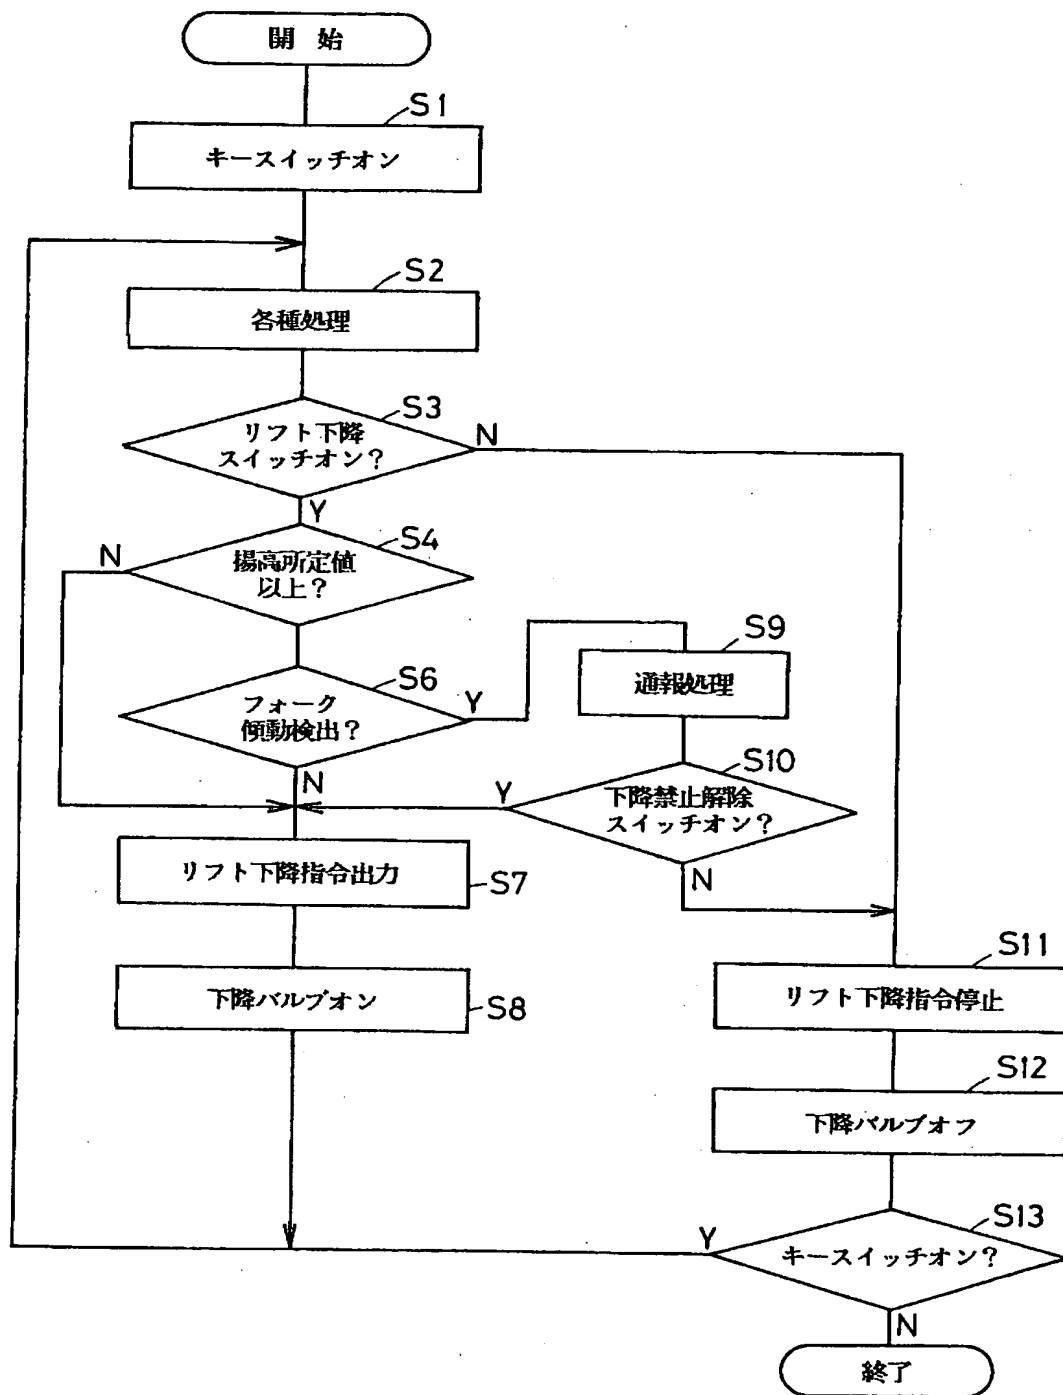 開 始
S1
キースイッチオン
S2
各種処理
S3
リフト下降
スイッチオン?
N
Y
S4
揚高所定値
以上?
N
S6
フォーク
傾動検出?
Y
N
S9
通報処理
S10
下降禁止解除
スイッチオン?
Y
N
リフト下降指令出力
S7
下降バルブオン
S8
S11
リフト下降指令停止
S12
下降バルブオフ
S13
キースイッチオン?
Y
N
終了